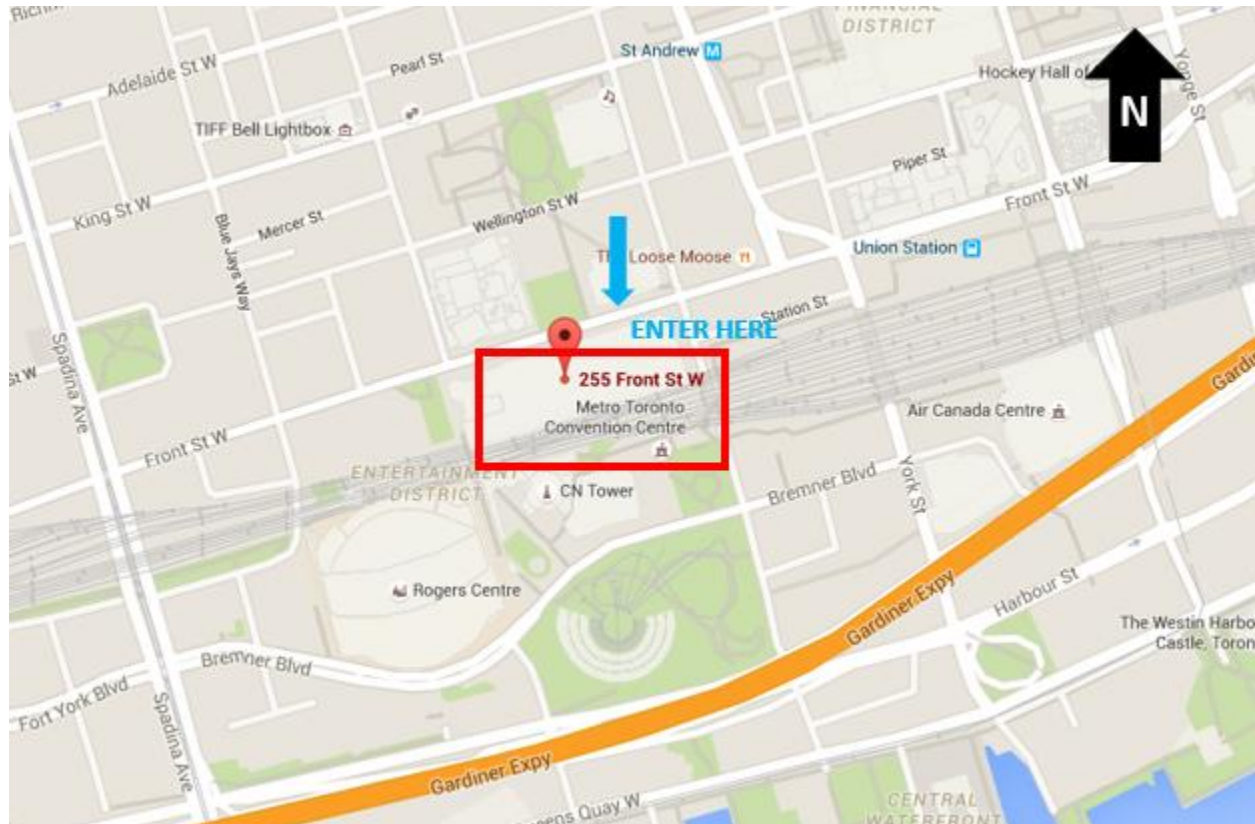 Adelaide St W
Pearl St
St Andrew M
FINANCIAL
DISTRICT
Hockey Hall of
Yonge St
N
TIFF Bell Lightbox
King St W
Mercer St
Blue Jays Way
Wellington St W
Piper St
Front St W
The Loose Moose
Union Station
Station St
ENTER HERE
Spadina Ave
St W
255 Front St W
Metro Toronto
Convention Centre
Air Canada Centre
Front St W
ENTERTAINMENT
DISTRICT
CN Tower
Bremner Blvd
York St
Rogers Centre
Gardiner Expy
Harbour St
The Westin Harbo
Castle, Toron
Bremner Blvd
Fort York Blvd
Spadina Ave
Gardiner Expy
Queens Quay W
CENTRAL
WATERFRONT